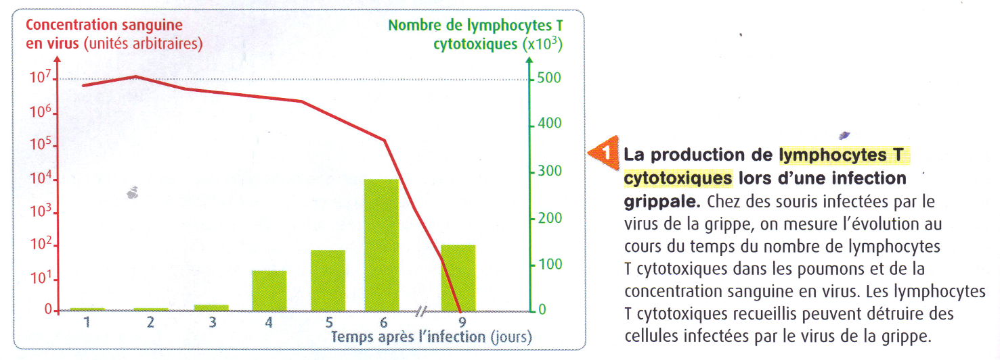 Concentration sanguine
en virus (unités arbitraires)
Nombre de lymphocytes T
cytotoxiques (x10³)
10⁷
10⁶
10⁵
10⁴
10³
10²
10¹
0
500
400
300
200
100
0
1 2 3 4 5 6 // 9
Temps après l'infection (jours)
1
La production de lymphocytes T
cytotoxiques lors d'une infection
grippale. Chez des souris infectées par le
virus de la grippe, on mesure l'évolution au
cours du temps du nombre de lymphocytes
T cytotoxiques dans les poumons et de la
concentration sanguine en virus. Les lymphocytes
T cytotoxiques recueillis peuvent détruire des
cellules infectées par le virus de la grippe.